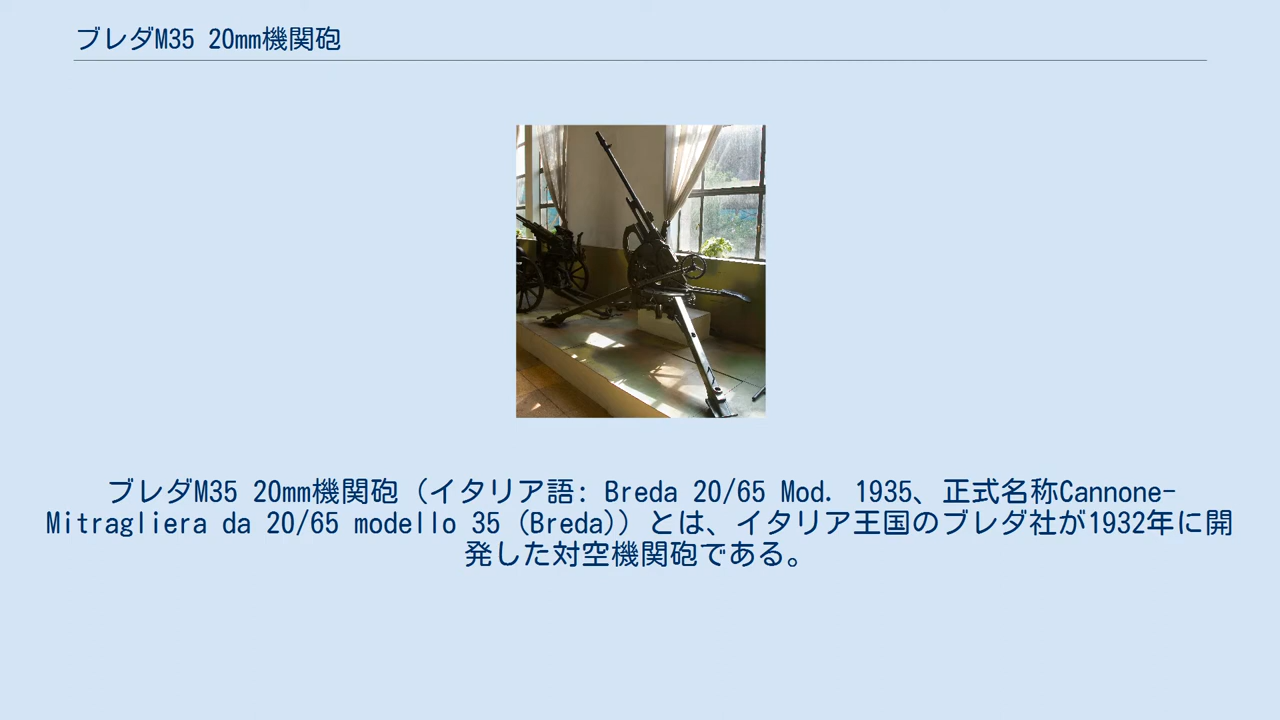 ブレダM35 20mm機関砲
ブレダM35 20mm機関砲（イタリア語: Breda 20/65 Mod. 1935、正式名称Cannone-
Mitragliera da 20/65 modello 35（Breda)）とは、イタリア王国のブレダ社が1932年に開
発した対空機関砲である。